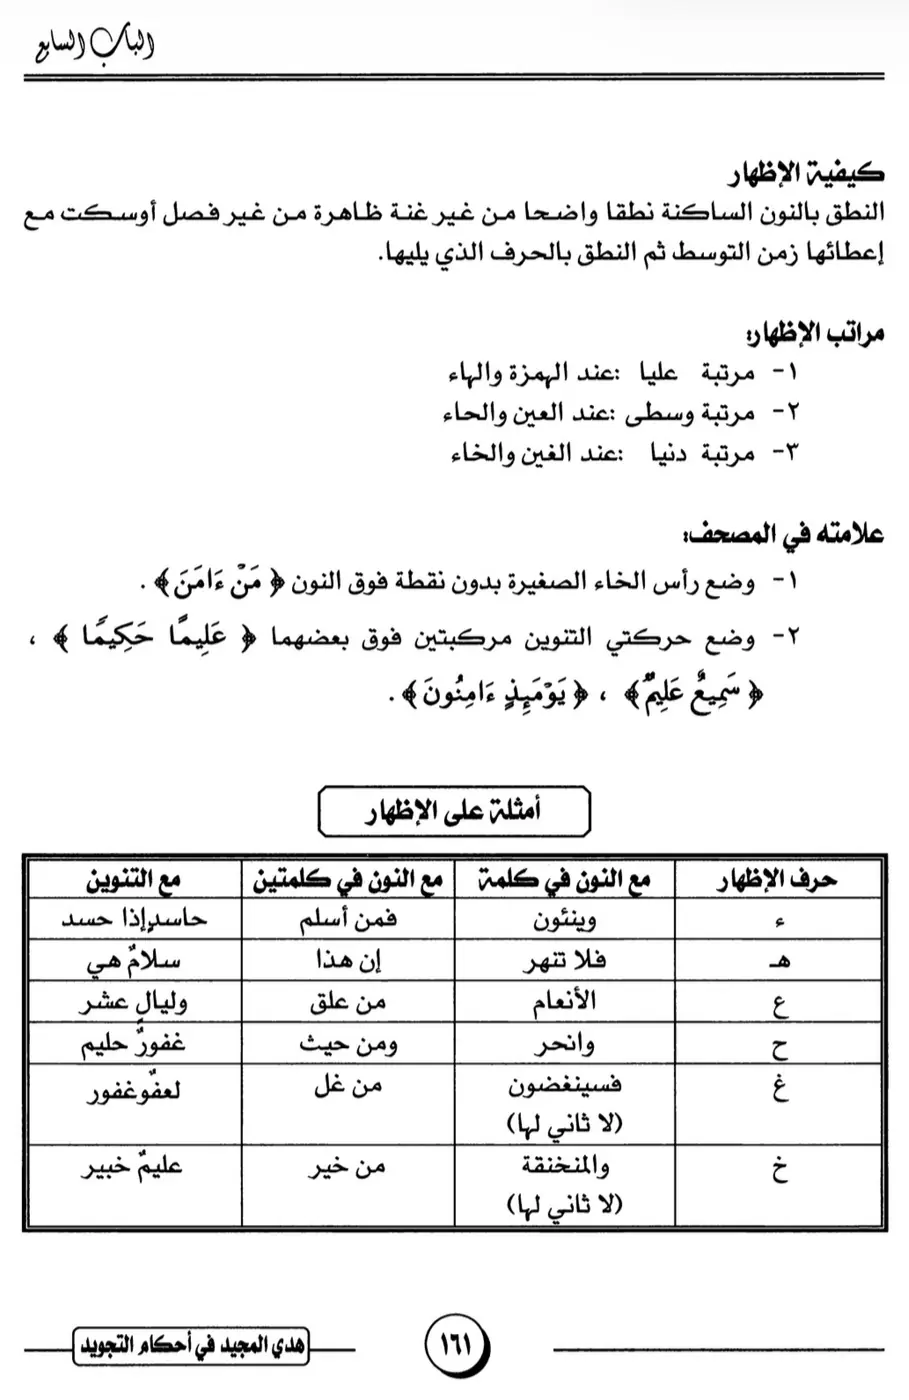 الباب السابع
كيفية الإظهار
النطق بالنون الساكنة نطقا واضحا من غير غنة ظاهرة من غير فصل أوسكت مع
إعطائها زمن التوسط ثم النطق بالحرف الذي يليها.
مراتب الإظهار:
١- مرتبة عليا :عند الهمزة والهاء
٢- مرتبة وسطى :عند العين والحاء
٣- مرتبة دنيا :عند الغين والخاء
علامته في المصحف:
١- وضع رأس الخاء الصغيرة بدون نقطة فوق النون ﴿ مَنْ ءَامَنَ ﴾ .
٢- وضع حركتي التنوين مركبتين فوق بعضهما ﴿ عَلِيمًا حَكِيمًا ﴾ ،
﴿ سَمِيعٌ عَلِيمٌ ﴾ ، ﴿ يَوْمَئِذٍ ءَامِنُونَ ﴾ .
أمثلة على الإظهار
حرف الإظهار مع النون في كلمة مع النون في كلمتين مع التنوين
ء وينئون فمن أسلم حاسدٍإذا حسد
هـ فلا تنهر إن هذا سلامٌ هي
ع الأنعام من علق وليالٍ عشر
ح وانحر ومن حيث غفورٌ حليم
غ فسينغضون من غل لعفوٌغفور
(لا ثاني لها)
خ والمنخنقة من خير عليمٌ خبير
(لا ثاني لها)
هدي المجيد في أحكام التجويد
١٦١